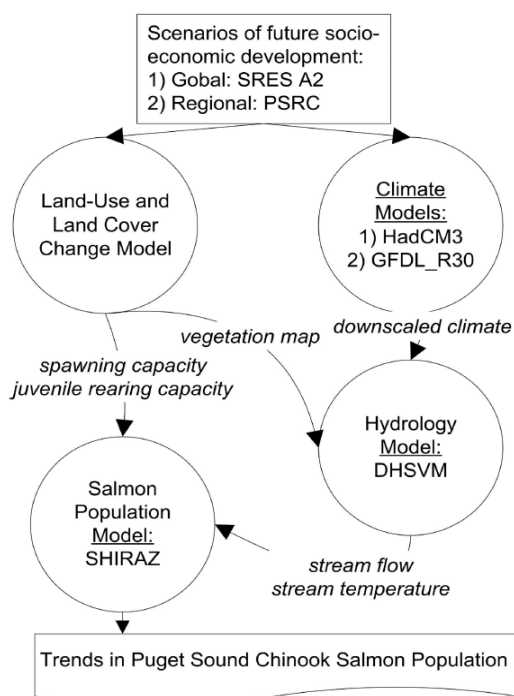 Scenarios of future socio-
economic development:
1) Gobal: SRES A2
2) Regional: PSRC
Land-Use and
Land Cover
Change Model
Climate
Models:
1) HadCM3
2) GFDL_R30
vegetation map
downscaled climate
spawning capacity
juvenile rearing capacity
Hydrology
Model:
DHSVM
Salmon
Population
Model:
SHIRAZ
stream flow
stream temperature
Trends in Puget Sound Chinook Salmon Population